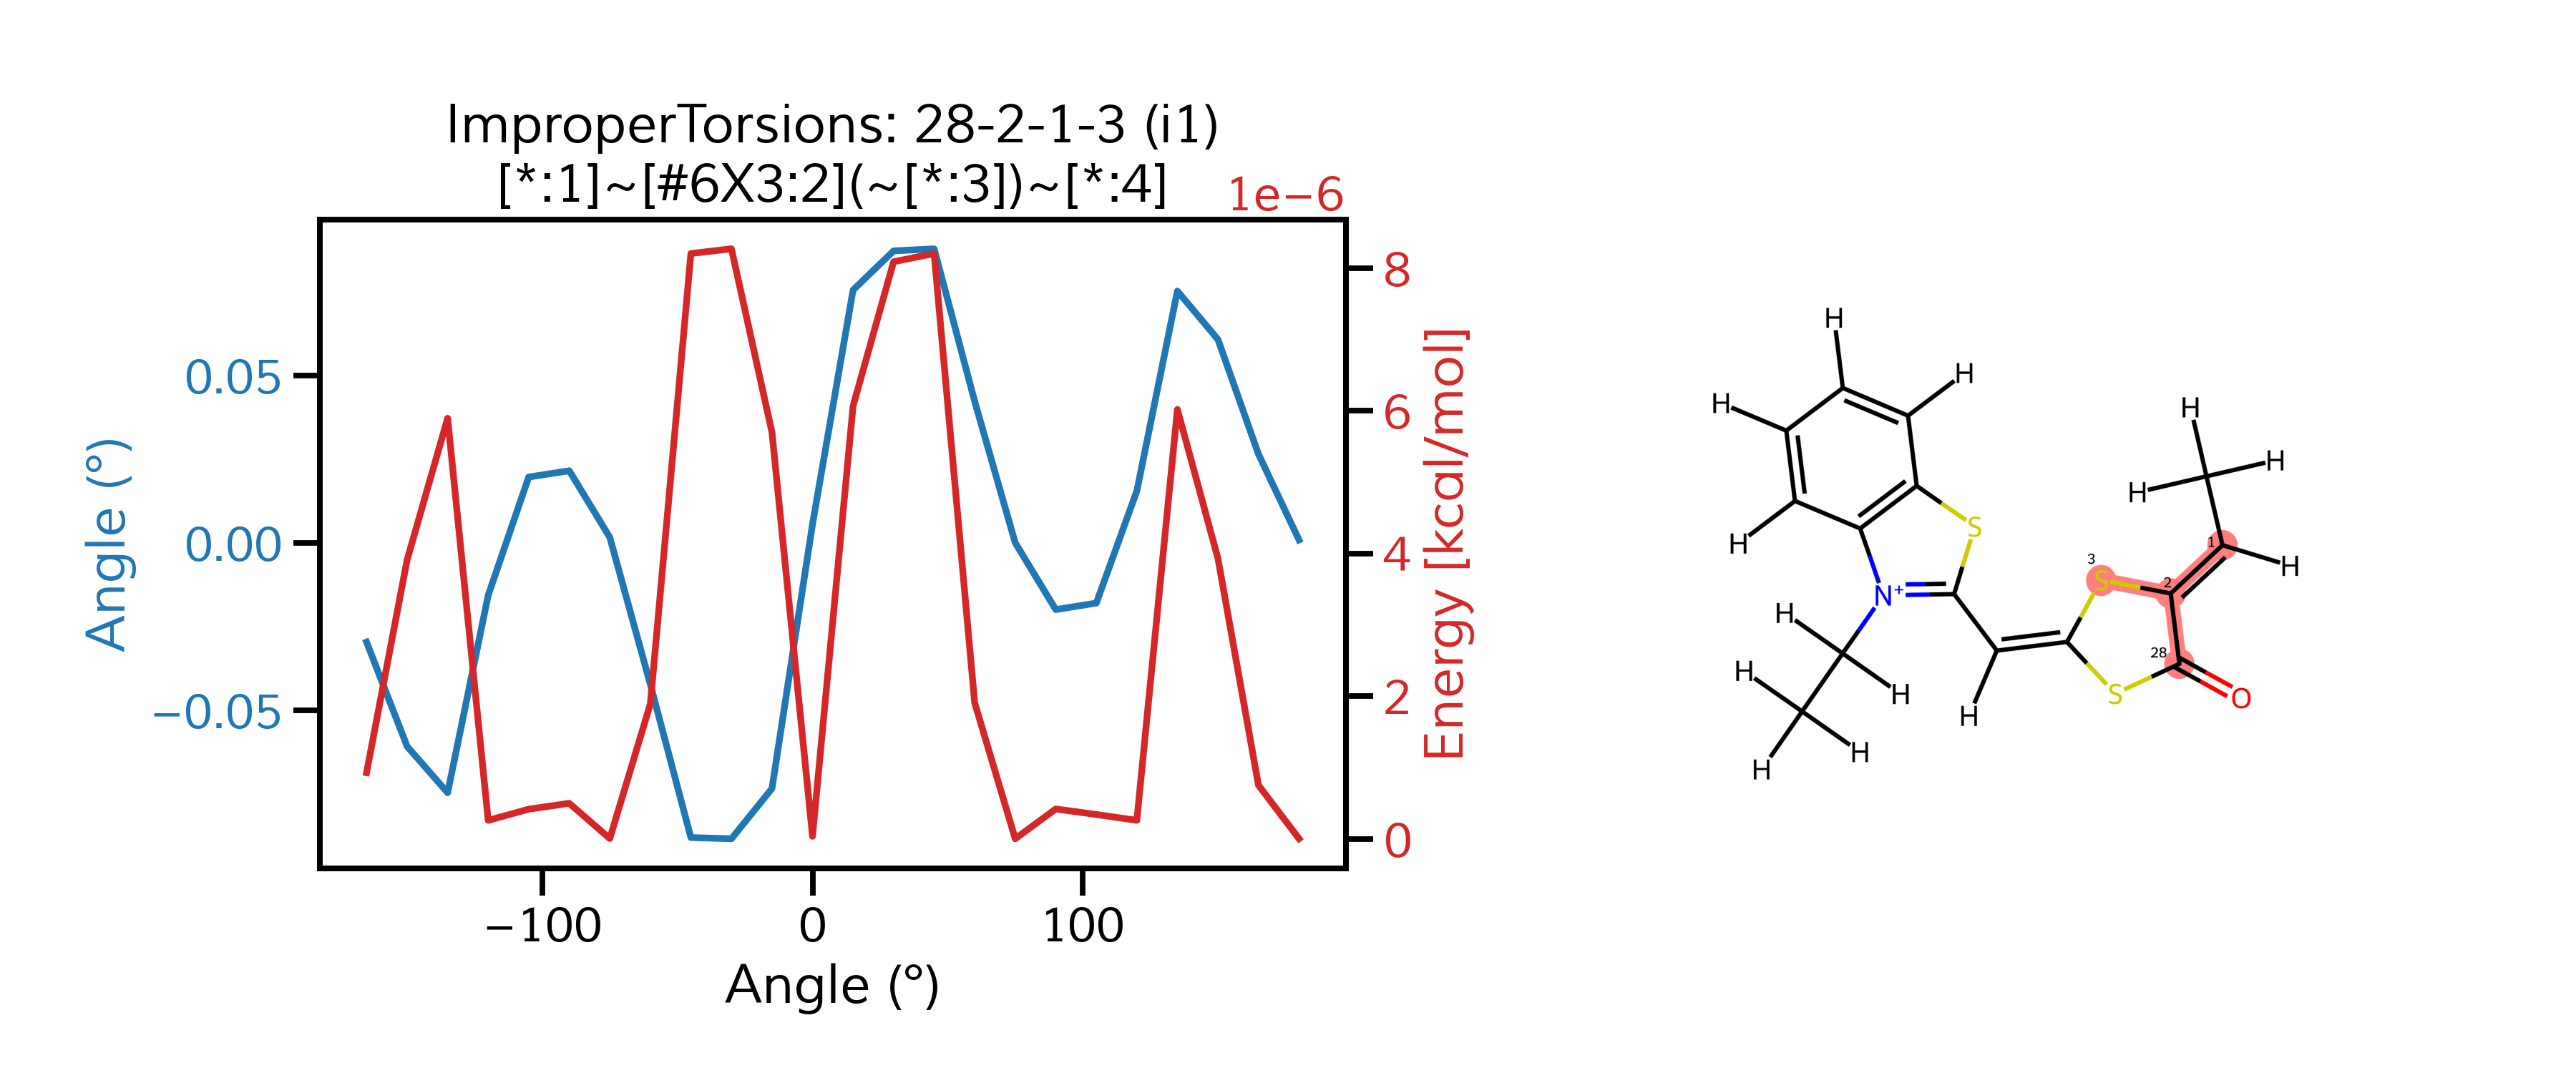 ImproperTorsions: 28-2-1-3 (i1)
[*:1]~[#6X3:2](~[*:3])~[*:4]
1e−6
Angle (°)
0.05
0.00
−0.05
8
6
4
2
0
Energy [kcal/mol]
−100
0
100
Angle (°)
H
H
H
H
H
H
H
H
S
1
H
3
S
2
N⁺
H
28
H
H
S
O
H
H
H